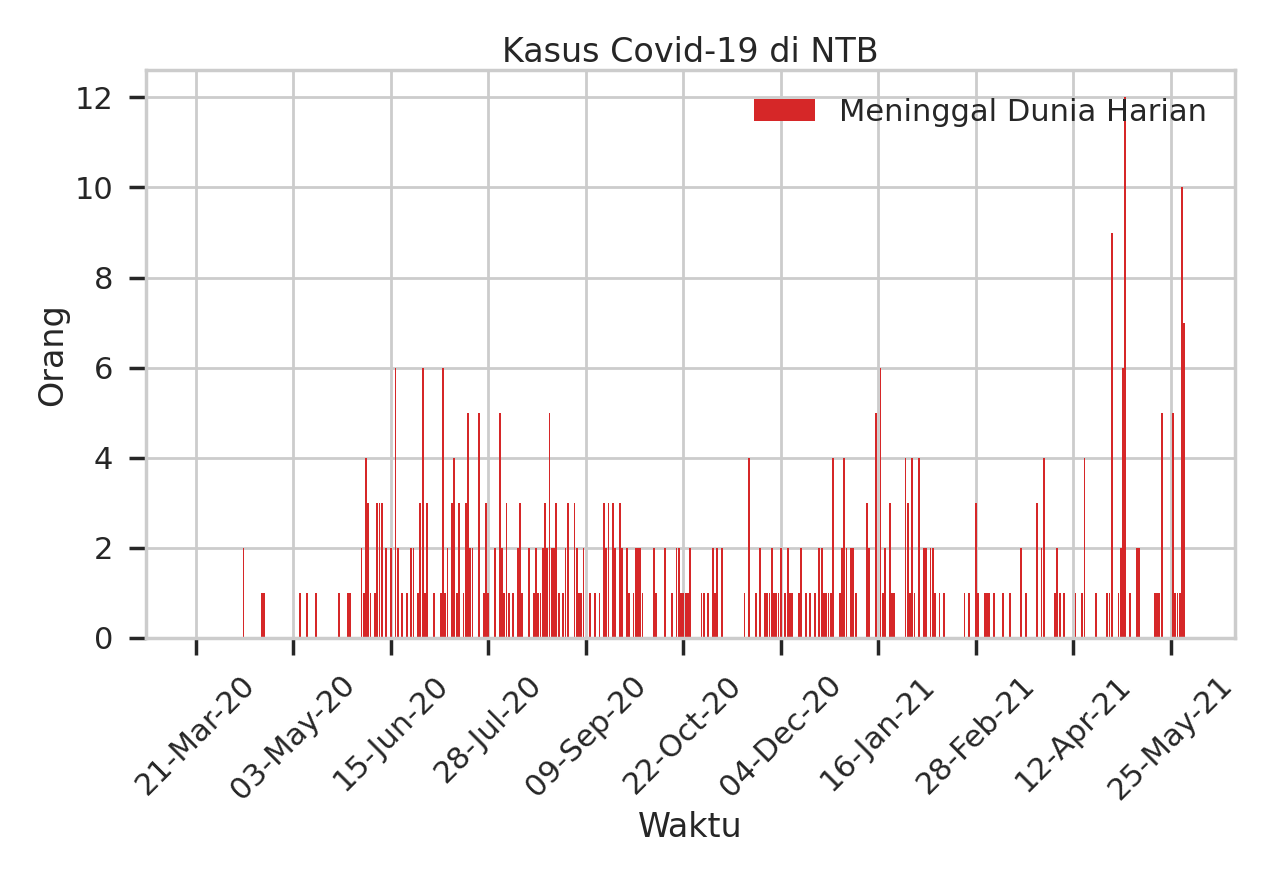 Kasus Covid-19 di NTB
Meninggal Dunia Harian
Orang
12
10
8
6
4
2
0
21-Mar-20
03-May-20
15-Jun-20
28-Jul-20
09-Sep-20
22-Oct-20
04-Dec-20
16-Jan-21
28-Feb-21
12-Apr-21
25-May-21
Waktu